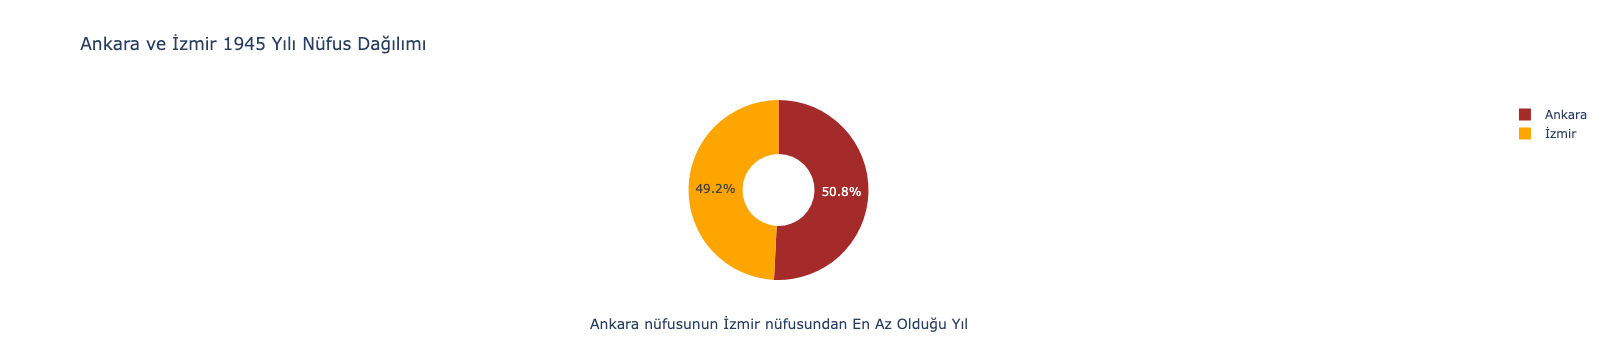 Ankara ve İzmir 1945 Yılı Nüfus Dağılımı
Ankara
İzmir
49.2%
50.8%
Ankara nüfusunun İzmir nüfusundan En Az Olduğu Yıl